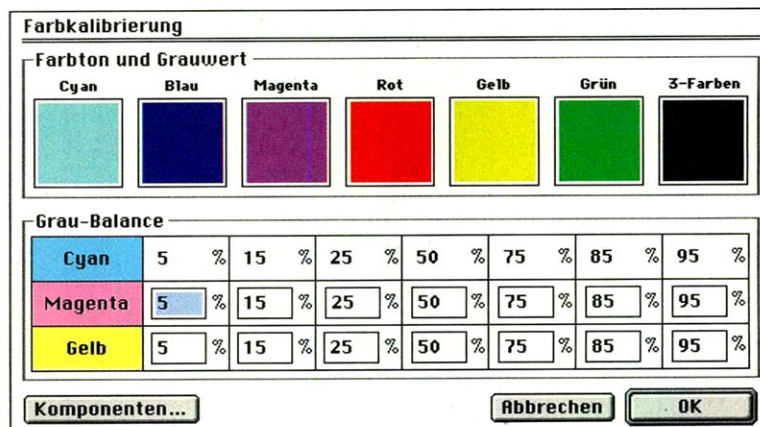 Farbkalibrierung
Farbton und Grauwert
Cyan Blau Magenta Rot Gelb Grün 3-Farben
Grau-Balance
Cyan 5 % 15 % 25 % 50 % 75 % 85 % 95 %
Magenta 5 % 15 % 25 % 50 % 75 % 85 % 95 %
Gelb 5 % 15 % 25 % 50 % 75 % 85 % 95 %
Komponenten... Abbrechen OK